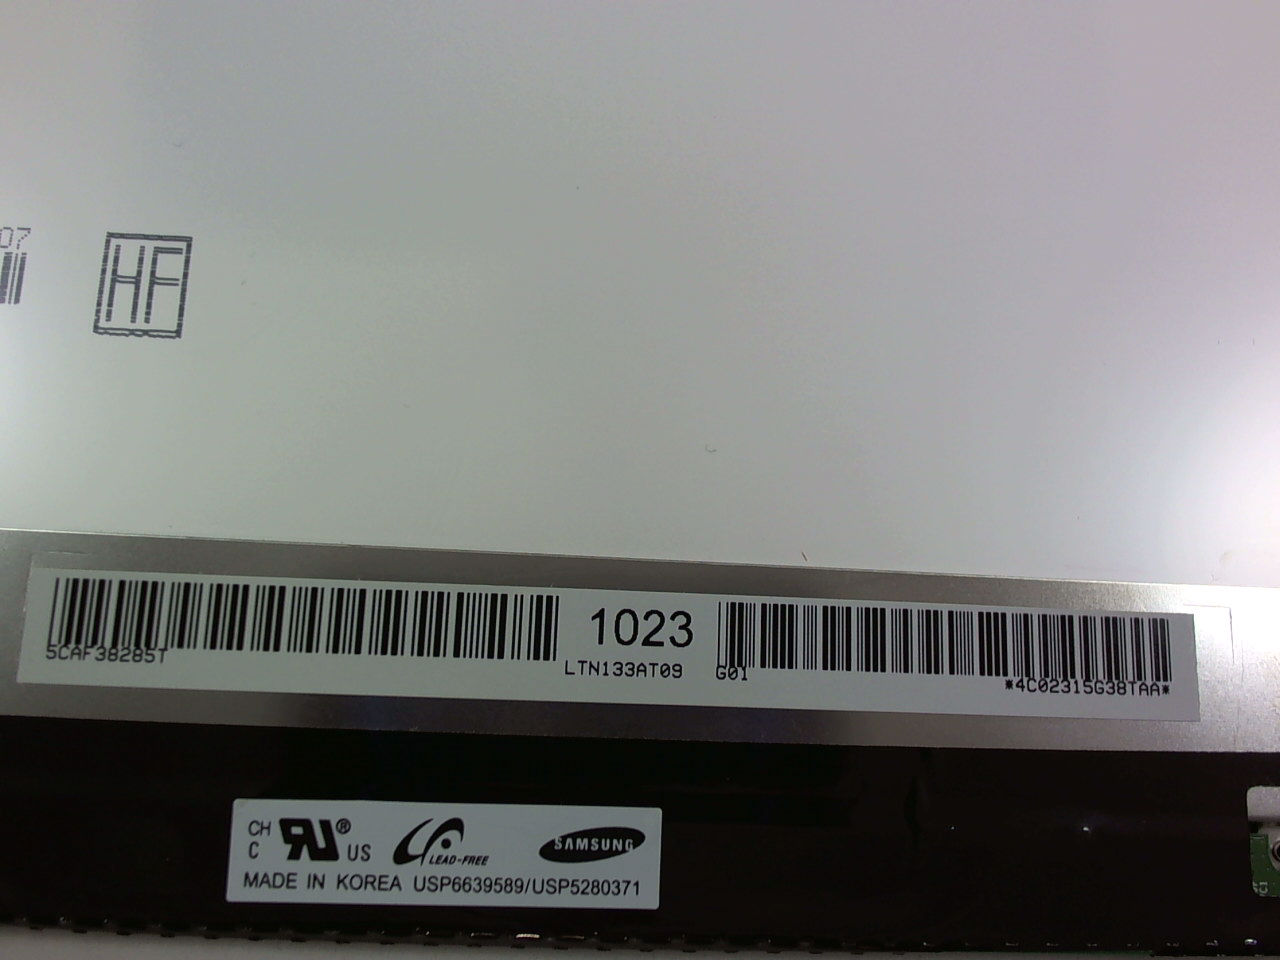 07
HF
5CAF38285T
1023
LTN133AT09
G01
*4C02315G38TAA*
CH
C
US
®
LEAD-FREE
SAMSUNG
MADE IN KOREA USP6639589/USP5280371